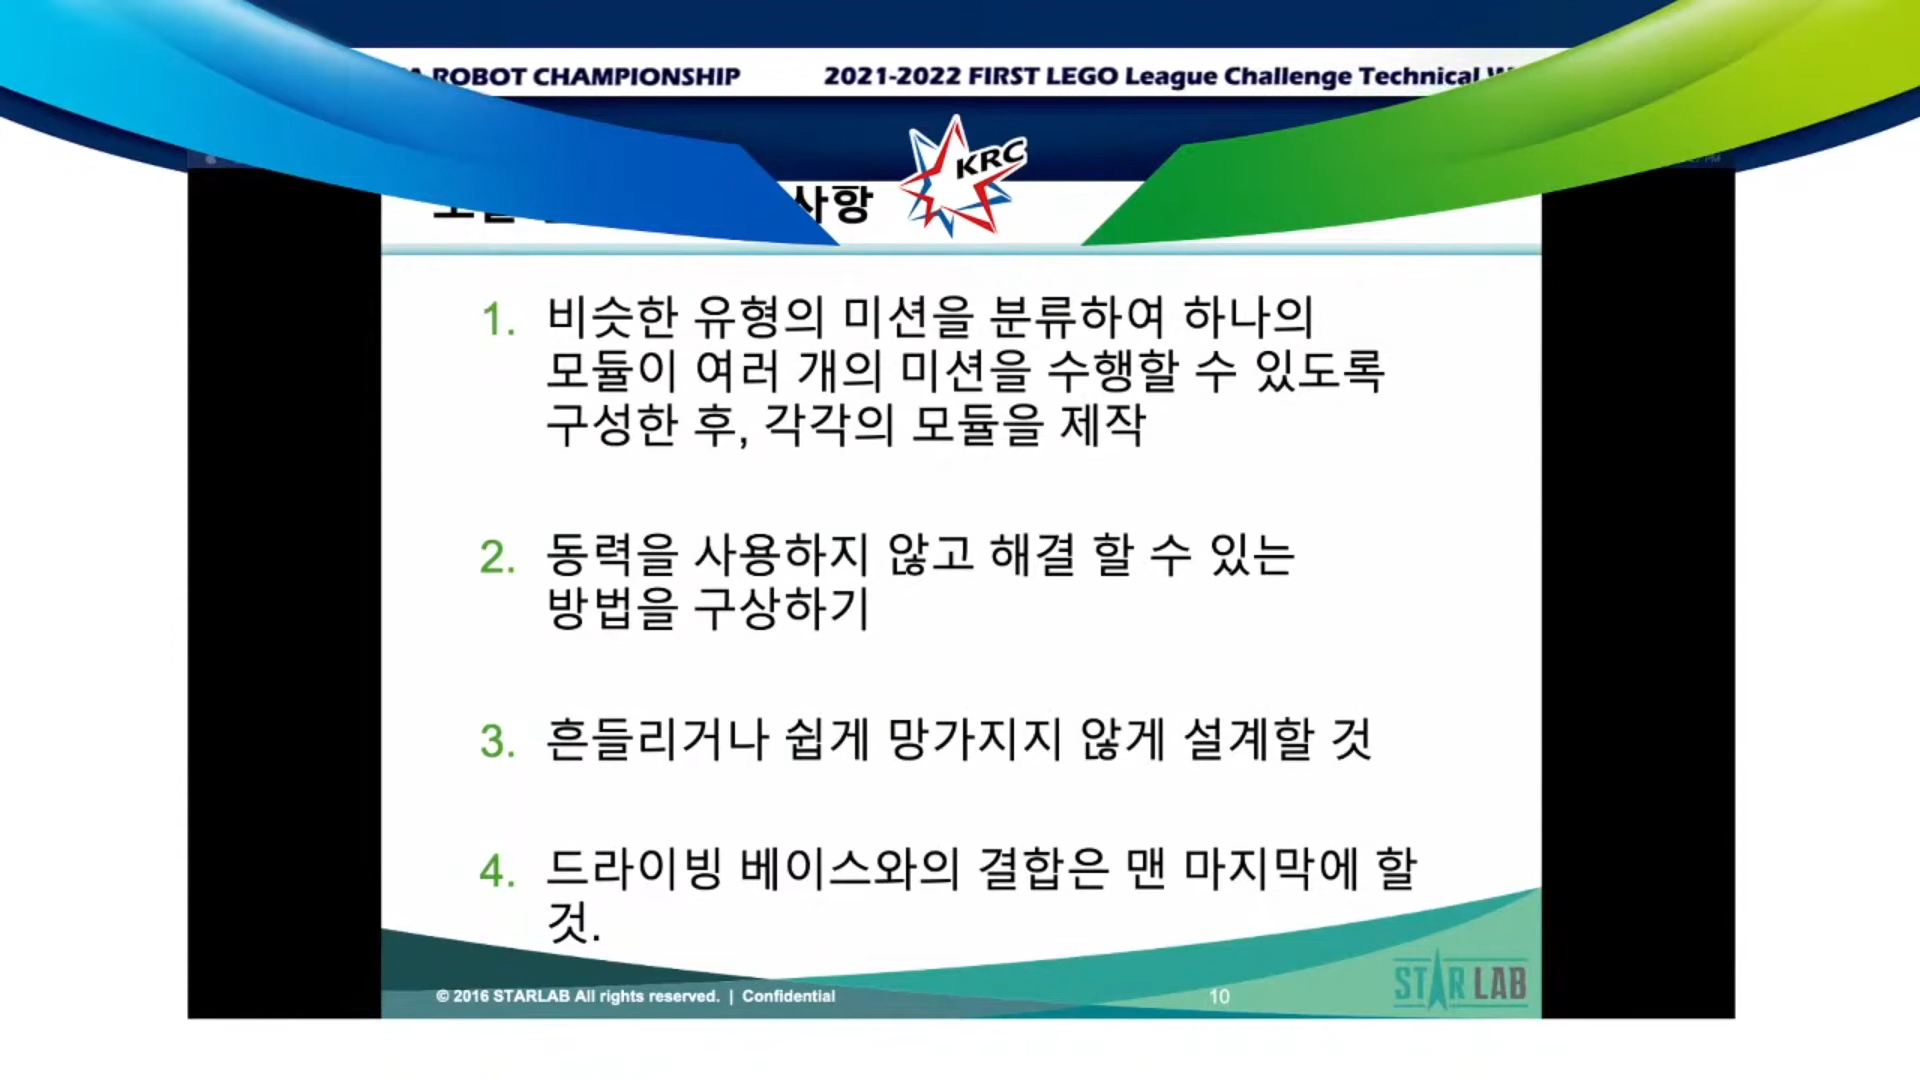 ROBOT CHAMPIONSHIP
2021-2022 FIRST LEGO League Challenge Technical
KRC
사항
1. 비슷한 유형의 미션을 분류하여 하나의
모듈이 여러 개의 미션을 수행할 수 있도록
구성한 후, 각각의 모듈을 제작
2. 동력을 사용하지 않고 해결 할 수 있는
방법을 구상하기
3. 흔들리거나 쉽게 망가지지 않게 설계할 것
4. 드라이빙 베이스와의 결합은 맨 마지막에 할
것.
© 2016 STARLAB All rights reserved. | Confidential
10
STAR LAB